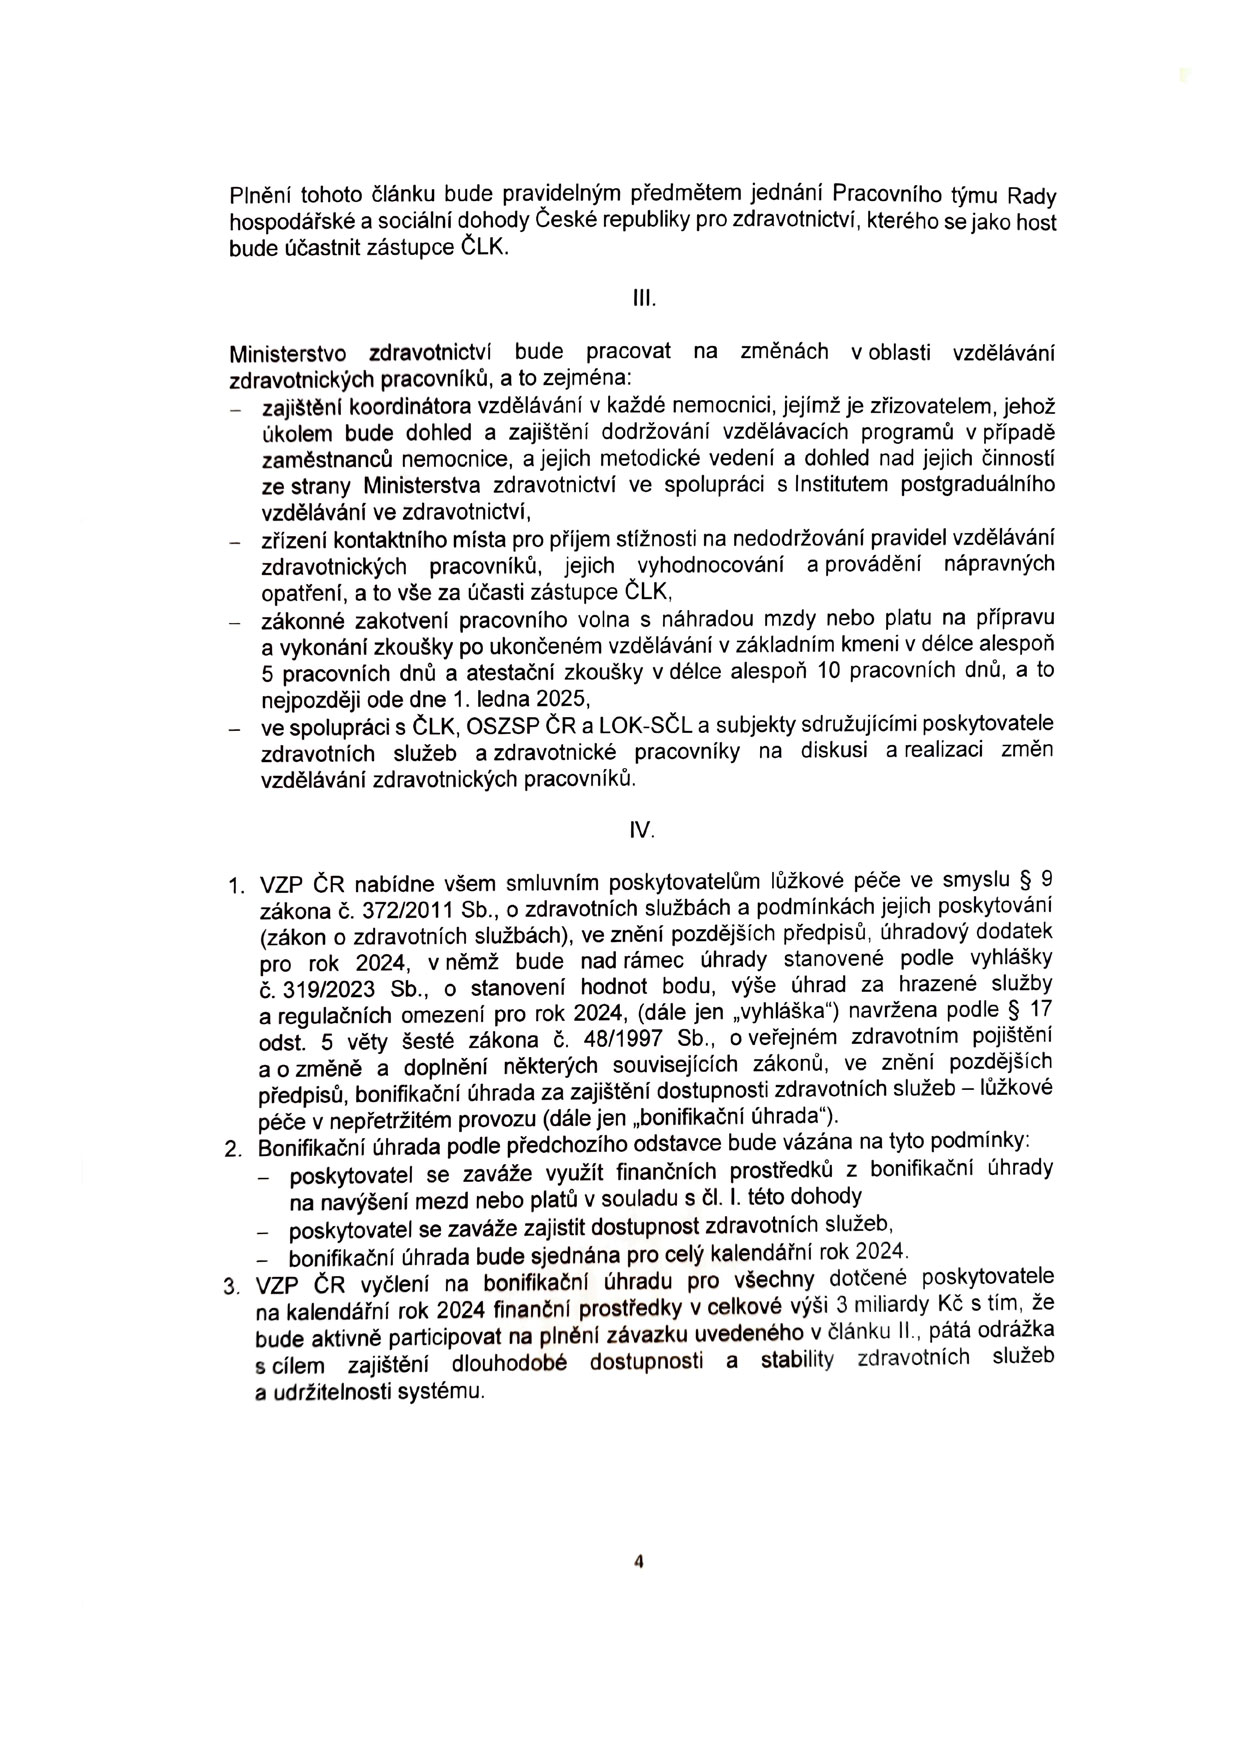 Plnění tohoto článku bude pravidelným předmětem jednání Pracovního týmu Rady
hospodářské a sociální dohody České republiky pro zdravotnictví, kterého se jako host
bude účastnit zástupce ČLK.
III.
Ministerstvo zdravotnictví bude pracovat na změnách v oblasti vzdělávání
zdravotnických pracovníků, a to zejména:
– zajištění koordinátora vzdělávání v každé nemocnici, jejímž je zřizovatelem, jehož
úkolem bude dohled a zajištění dodržování vzdělávacích programů v případě
zaměstnanců nemocnice, a jejich metodické vedení a dohled nad jejich činností
ze strany Ministerstva zdravotnictví ve spolupráci s Institutem postgraduálního
vzdělávání ve zdravotnictví,
– zřízení kontaktního místa pro příjem stížností na nedodržování pravidel vzdělávání
zdravotnických pracovníků, jejich vyhodnocování a provádění nápravných
opatření, a to vše za účasti zástupce ČLK,
– zákonné zakotvení pracovního volna s náhradou mzdy nebo platu na přípravu
a vykonání zkoušky po ukončeném vzdělávání v základním kmeni v délce alespoň
5 pracovních dnů a atestační zkoušky v délce alespoň 10 pracovních dnů, a to
nejpozději ode dne 1. ledna 2025,
– ve spolupráci s ČLK, OSZSP ČR a LOK-SČL a subjekty sdružujícími poskytovatele
zdravotních služeb a zdravotnické pracovníky na diskusi a realizaci změn
vzdělávání zdravotnických pracovníků.
IV.
1. VZP ČR nabídne všem smluvním poskytovatelům lůžkové péče ve smyslu § 9
zákona č. 372/2011 Sb., o zdravotních službách a podmínkách jejich poskytování
(zákon o zdravotních službách), ve znění pozdějších předpisů, úhradový dodatek
pro rok 2024, v němž bude nad rámec úhrady stanovené podle vyhlášky
č. 319/2023 Sb., o stanovení hodnot bodu, výše úhrad za hrazené služby
a regulačních omezení pro rok 2024, (dále jen „vyhláška“) navržena podle § 17
odst. 5 věty šesté zákona č. 48/1997 Sb., o veřejném zdravotním pojištění
a o změně a doplnění některých souvisejících zákonů, ve znění pozdějších
předpisů, bonifikační úhrada za zajištění dostupnosti zdravotních služeb – lůžkové
péče v nepřetržitém provozu (dále jen „bonifikační úhrada“).
2. Bonifikační úhrada podle předchozího odstavce bude vázána na tyto podmínky:
– poskytovatel se zaváže využít finančních prostředků z bonifikační úhrady
na navýšení mezd nebo platů v souladu s čl. I. této dohody
– poskytovatel se zaváže zajistit dostupnost zdravotních služeb,
– bonifikační úhrada bude sjednána pro celý kalendářní rok 2024.
3. VZP ČR vyčlení na bonifikační úhradu pro všechny dotčené poskytovatele
na kalendářní rok 2024 finanční prostředky v celkové výši 3 miliardy Kč s tím, že
bude aktivně participovat na plnění závazku uvedeného v článku II., pátá odrážka
s cílem zajištění dlouhodobé dostupnosti a stability zdravotních služeb
a udržitelnosti systému.
4